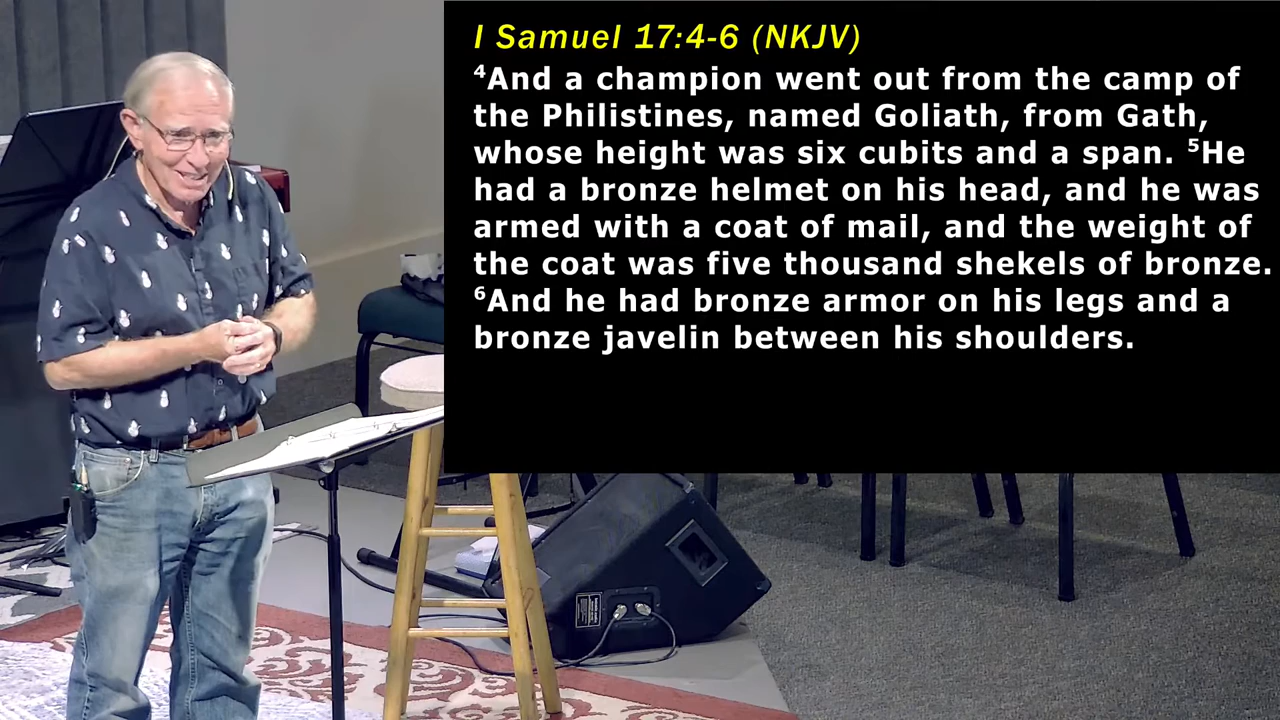 I Samuel 17:4-6 (NKJV)
⁴And a champion went out from the camp of
the Philistines, named Goliath, from Gath,
whose height was six cubits and a span. ⁵He
had a bronze helmet on his head, and he was
armed with a coat of mail, and the weight of
the coat was five thousand shekels of bronze.
⁶And he had bronze armor on his legs and a
bronze javelin between his shoulders.